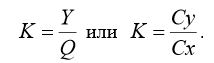 K = Y/Q или K = Cy/Cx.